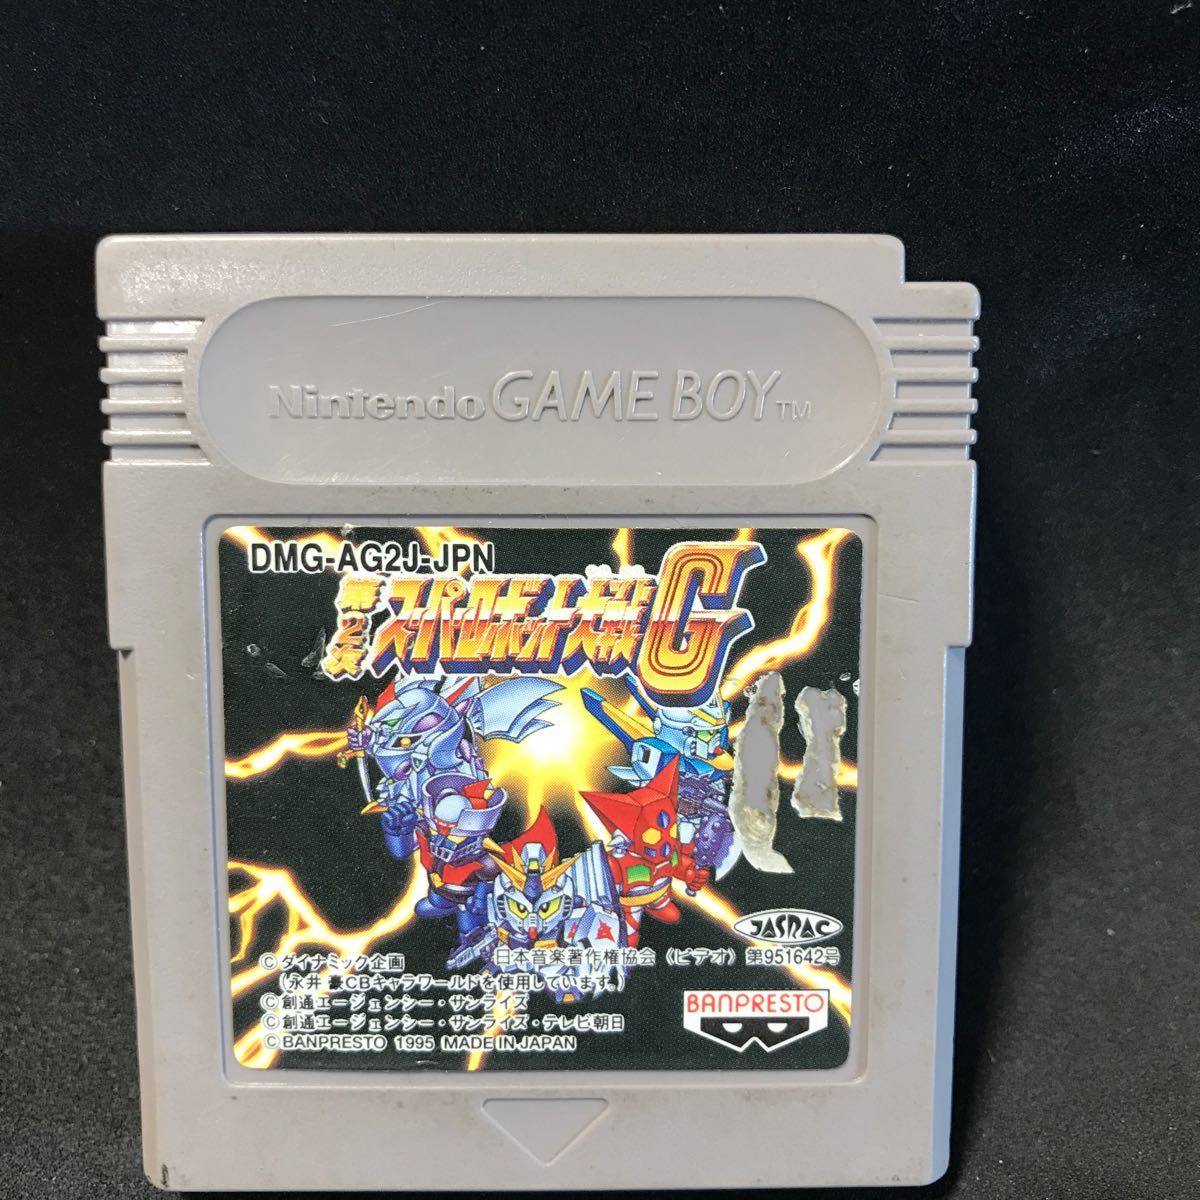 Nintendo GAME BOY TM
DMG-AG2J-JPN
第2次
スーパーロボット大戦G
JASRAC
日本音楽著作権協会〈ビデオ〉第951642号
©ダイナミック企画
(永井 豪CBキャラワールドを使用しています。)
©創通エージェンシー・サンライズ
©創通エージェンシー・サンライズ・テレビ朝日
©BANPRESTO 1995 MADE IN JAPAN
BANPRESTO